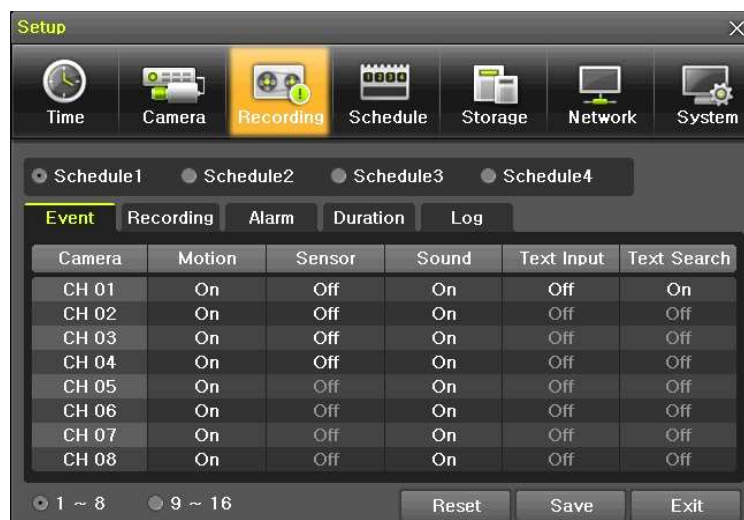 Setup
Time Camera Recording Schedule Storage Network System
Schedule1 Schedule2 Schedule3 Schedule4
Event Recording Alarm Duration Log
Camera Motion Sensor Sound Text Input Text Search
CH 01 On Off On Off On
CH 02 On Off On Off Off
CH 03 On Off On Off Off
CH 04 On Off On Off Off
CH 05 On Off On Off Off
CH 06 On Off On Off Off
CH 07 On Off On Off Off
CH 08 On Off On Off Off
1 ~ 8 9 ~ 16 Reset Save Exit